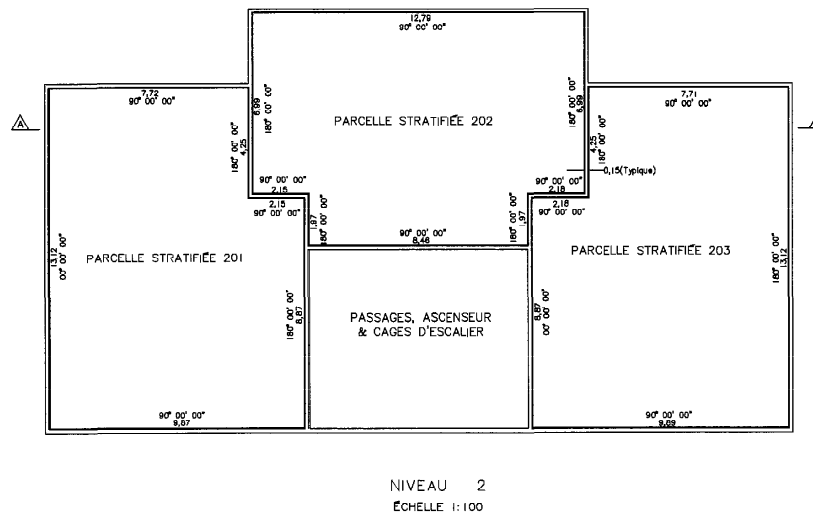 12,79
90° 00' 00"
7,72
90° 00' 00"
7,71
90° 00' 00"
A
6,99
180° 00' 00"
180° 00' 00"
4,25
PARCELLE STRATIFIÉE 202
180° 00' 00"
6,99
4,25
180° 00' 00"
0,15(Typique)
90° 00' 00"
2,15
2,15
90° 00' 00"
90° 00' 00"
2,18
2,18
90° 00' 00"
1,97
180° 00' 00"
90° 00' 00"
8,46
180° 00' 00"
1,97
PARCELLE STRATIFIÉE 201
13,12
00° 00' 00"
180° 00' 00"
8,87
PARCELLE STRATIFIÉE 203
180° 00' 00"
13,12
8,87
00° 00' 00"
PASSAGES, ASCENSEUR
& CAGES D'ESCALIER
90° 00' 00"
9,87
90° 00' 00"
9,89
NIVEAU 2
ÉCHELLE 1:100